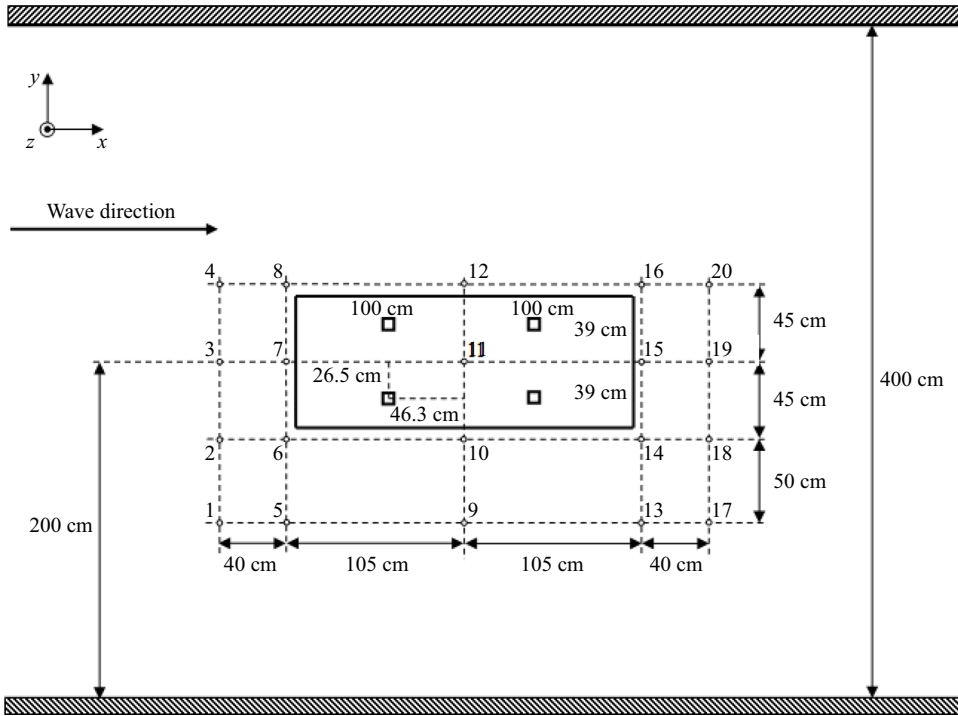 y
z
x
Wave direction
4
8
12
16
20
100 cm
100 cm
39 cm
45 cm
3
7
11
15
19
26.5 cm
39 cm
400 cm
46.3 cm
45 cm
2
6
10
14
18
50 cm
1
5
9
13
17
200 cm
40 cm
105 cm
105 cm
40 cm